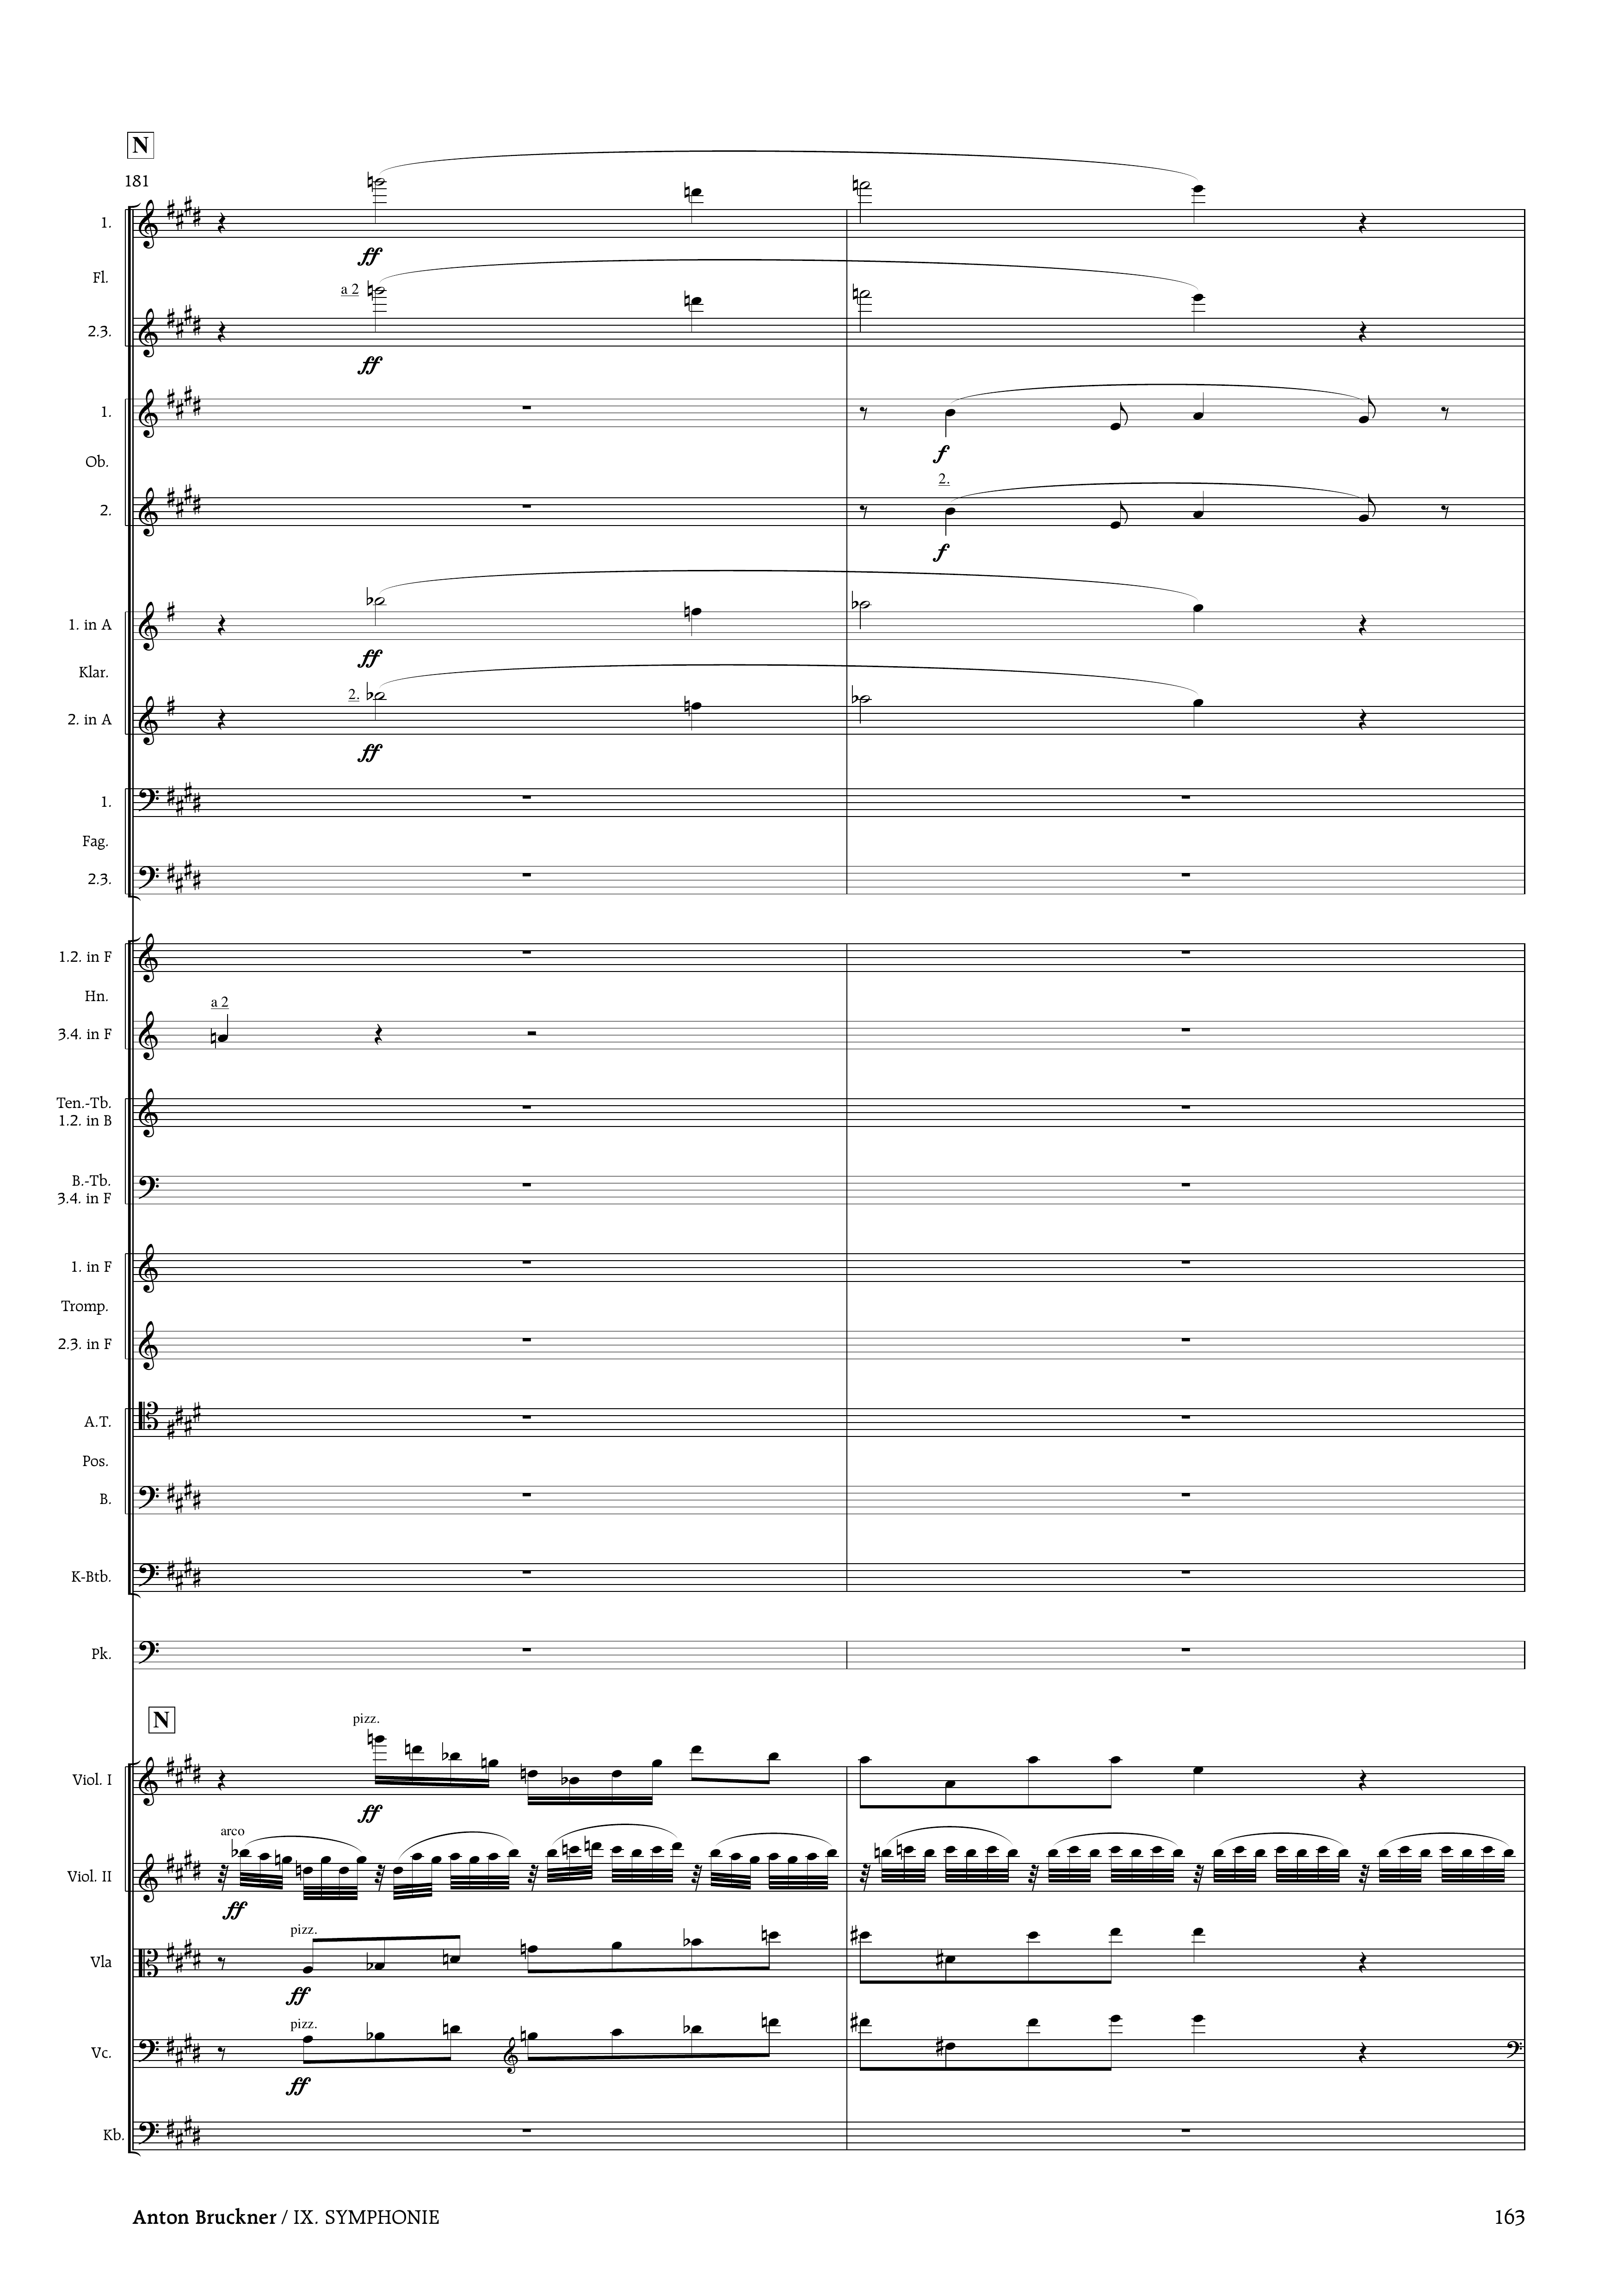 N
181
1.
ff
Fl.
a 2
2.3.
ff
1.
f
Ob.
2.
2.
f
1. in A
ff
Klar.
2.
2. in A
ff
1.
Fag.
2.3.
1.2. in F
Hn.
a 2
3.4. in F
Ten.-Tb.
1.2. in B
B.-Tb.
3.4. in F
1. in F
Tromp.
2.3. in F
A.T.
Pos.
B.
K-Btb.
Pk.
N
pizz.
Viol. I
ff
arco
Viol. II
ff
pizz.
Vla
ff
pizz.
Vc.
ff
Kb.
Anton Bruckner / IX. SYMPHONIE 163